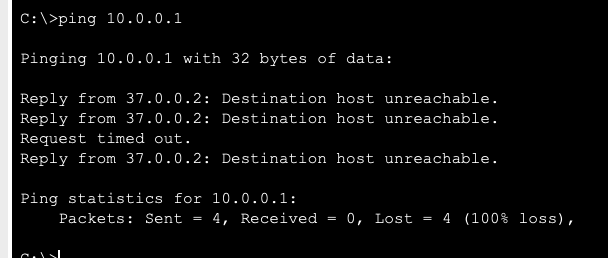 C:\>ping 10.0.0.1
Pinging 10.0.0.1 with 32 bytes of data:
Reply from 37.0.0.2: Destination host unreachable.
Reply from 37.0.0.2: Destination host unreachable.
Request timed out.
Reply from 37.0.0.2: Destination host unreachable.
Ping statistics for 10.0.0.1:
    Packets: Sent = 4, Received = 0, Lost = 4 (100% loss),
C:\>